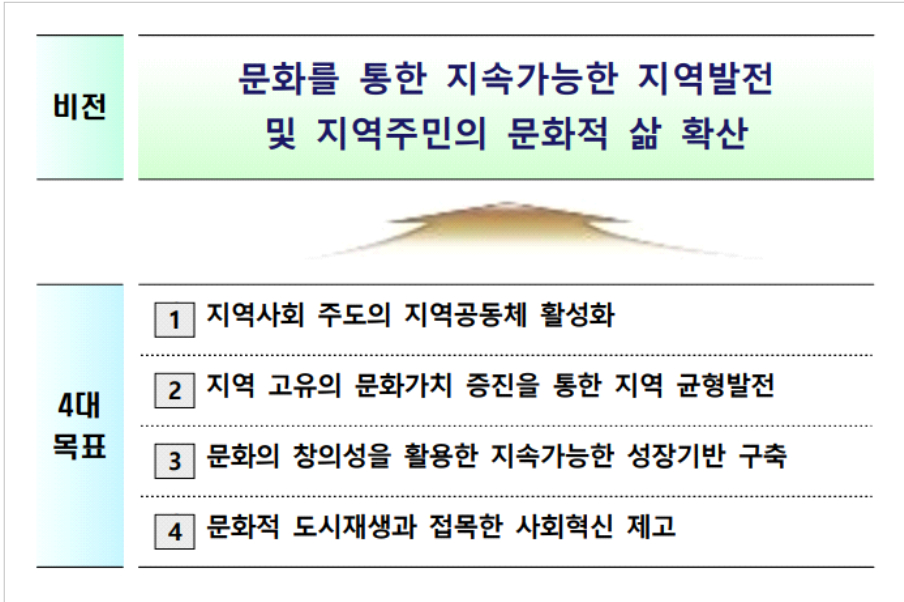 비전
문화를 통한 지속가능한 지역발전
및 지역주민의 문화적 삶 확산
4대
목표
1 지역사회 주도의 지역공동체 활성화
2 지역 고유의 문화가치 증진을 통한 지역 균형발전
3 문화의 창의성을 활용한 지속가능한 성장기반 구축
4 문화적 도시재생과 접목한 사회혁신 제고